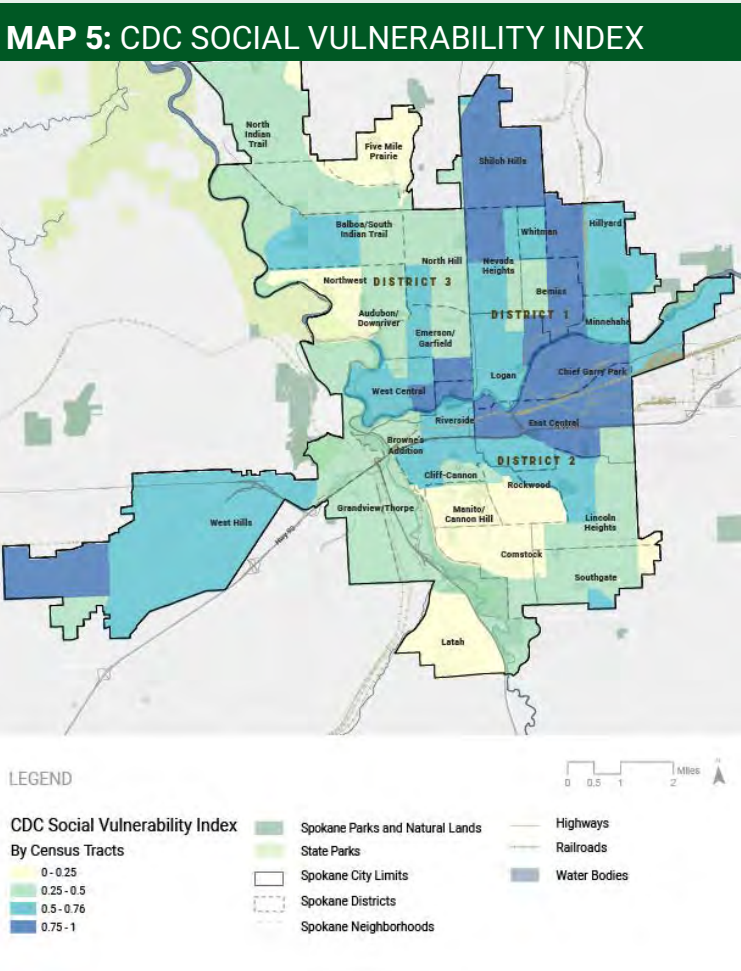 MAP 5: CDC SOCIAL VULNERABILITY INDEX
North
Indian
Trail
Five Mile
Prairie
Shiloh Hills
Balboa/South
Indian Trail
Whitman
Hillyard
North Hill
Nevada
Heights
Northwest
DISTRICT 3
Bemiss
Audubon/
Downriver
DISTRICT 1
Minnehaha
Emerson/
Garfield
Chief Garry Park
Logan
West Central
Riverside
East Central
Browne's
Addition
DISTRICT 2
Cliff-Cannon
Rockwood
Grandview/Thorpe
Manito/
Cannon Hill
Lincoln
Heights
West Hills
Hwy 90
Comstock
Southgate
Latah
LEGEND
0 0.5 1 2 Miles
N
CDC Social Vulnerability Index
By Census Tracts
0 - 0.25
0.25 - 0.5
0.5 - 0.76
0.75 - 1
Spokane Parks and Natural Lands
State Parks
Spokane City Limits
Spokane Districts
Spokane Neighborhoods
Highways
Railroads
Water Bodies